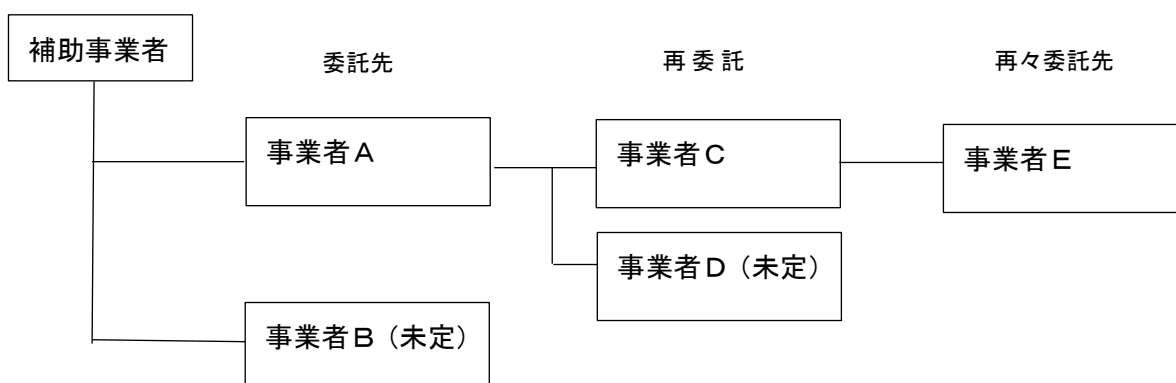 補助事業者
委託先
再 委 託
再々委託先
事業者Ａ
事業者Ｃ
事業者Ｅ
事業者Ｄ（未定）
事業者Ｂ（未定）